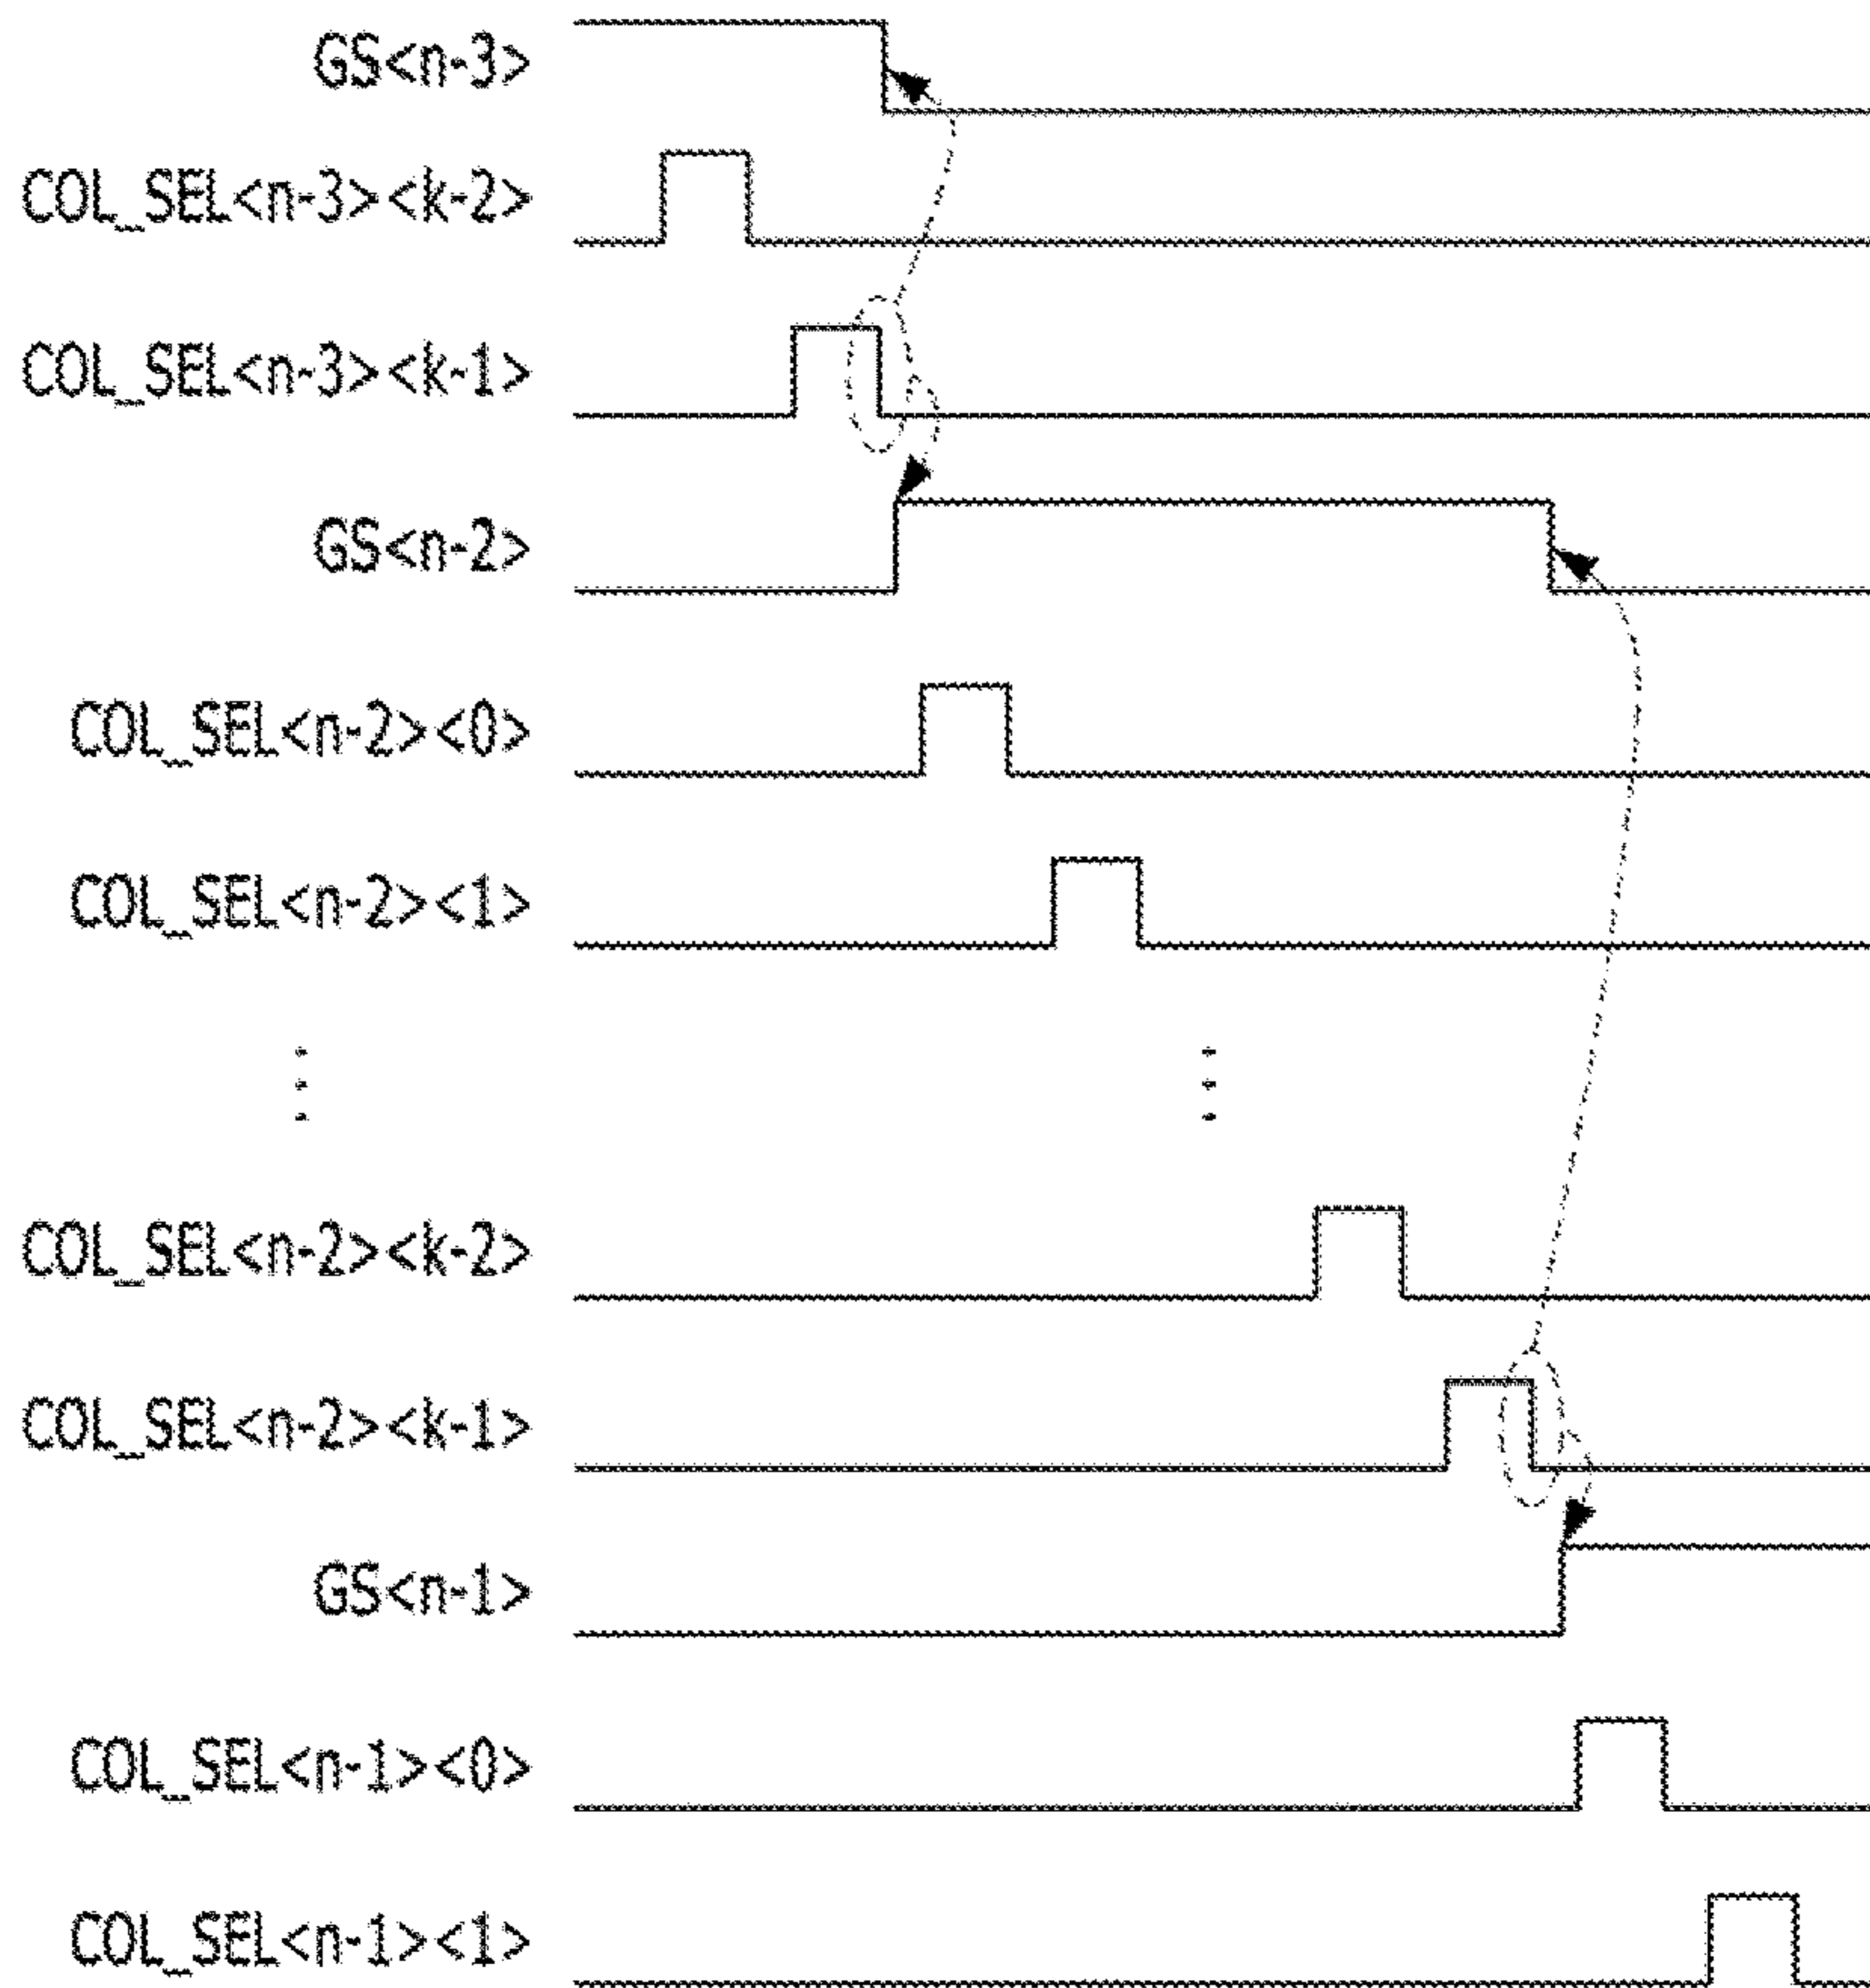 GS<n-3>
COL_SEL<n-3><k-2>
COL_SEL<n-3><k-1>
GS<n-2>
COL_SEL<n-2><0>
COL_SEL<n-2><1>
COL_SEL<n-2><k-2>
COL_SEL<n-2><k-1>
GS<n-1>
COL_SEL<n-1><0>
COL_SEL<n-1><1>